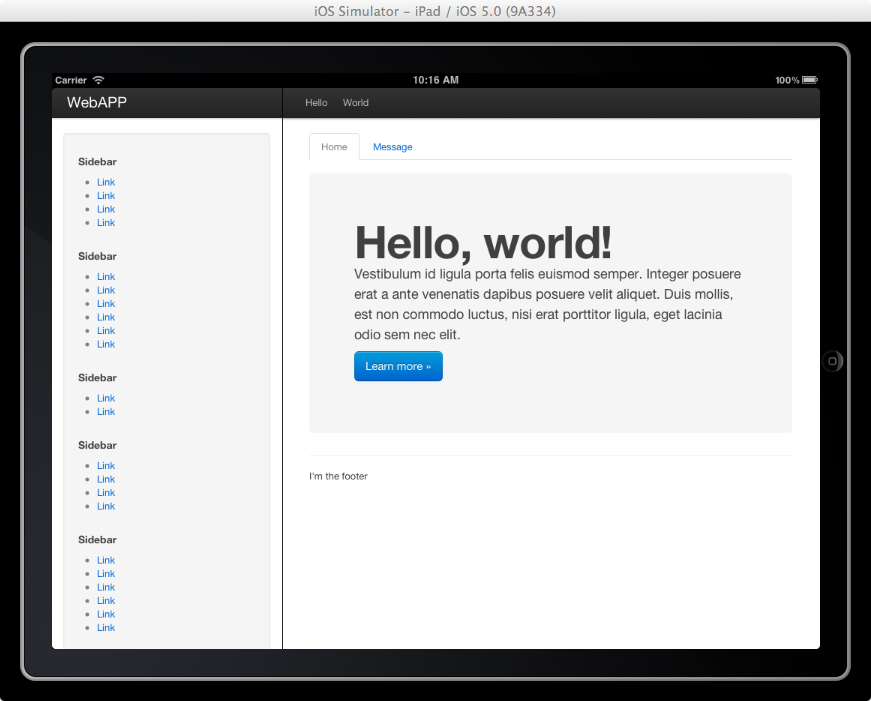 iOS Simulator – iPad / iOS 5.0 (9A334)
Carrier 10:16 AM 100%
WebAPP Hello World
Sidebar
• Link
• Link
• Link
• Link
Sidebar
• Link
• Link
• Link
• Link
• Link
• Link
Sidebar
• Link
• Link
Sidebar
• Link
• Link
• Link
• Link
Sidebar
• Link
• Link
• Link
• Link
• Link
• Link
Home Message
Hello, world!
Vestibulum id ligula porta felis euismod semper. Integer posuere
erat a ante venenatis dapibus posuere velit aliquet. Duis mollis,
est non commodo luctus, nisi erat porttitor ligula, eget lacinia
odio sem nec elit.
Learn more »
I'm the footer